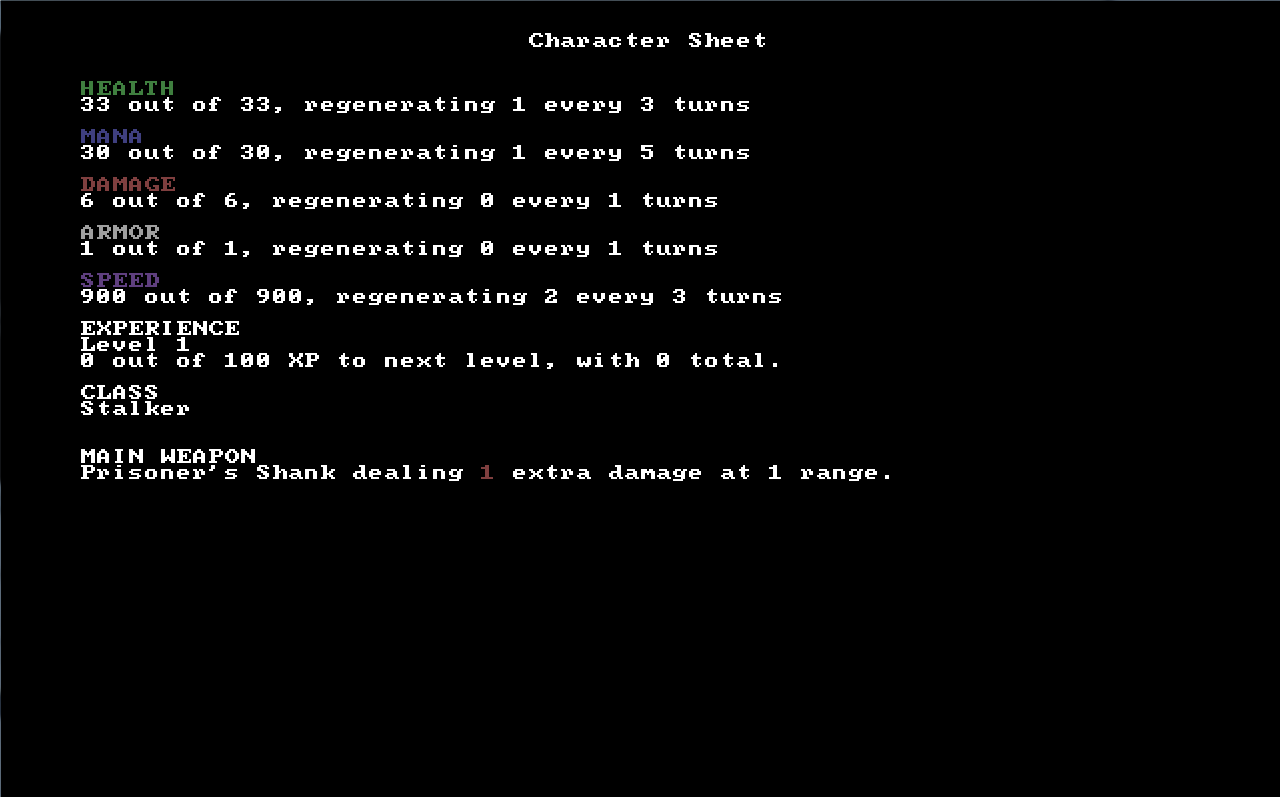 Character Sheet
HEALTH
33 out of 33, regenerating 1 every 3 turns
MANA
30 out of 30, regenerating 1 every 5 turns
DAMAGE
6 out of 6, regenerating 0 every 1 turns
ARMOR
1 out of 1, regenerating 0 every 1 turns
SPEED
900 out of 900, regenerating 2 every 3 turns
EXPERIENCE
Level 1
0 out of 100 XP to next level, with 0 total.
CLASS
Stalker
MAIN WEAPON
Prisoner's Shank dealing 1 extra damage at 1 range.